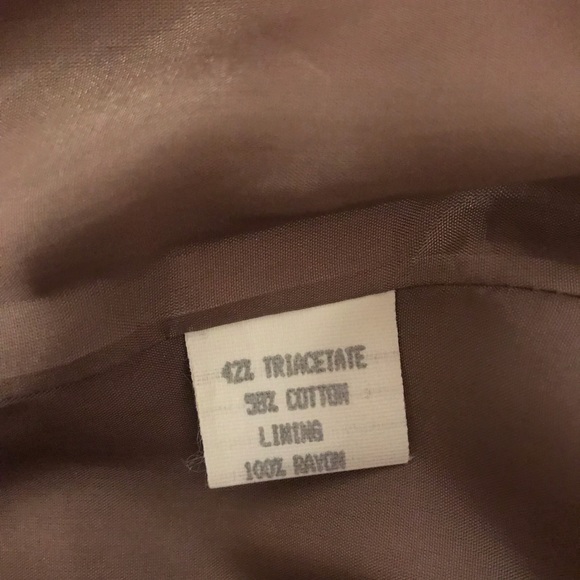 42% TRIACETATE
58% COTTON
LINING
100% RAYON